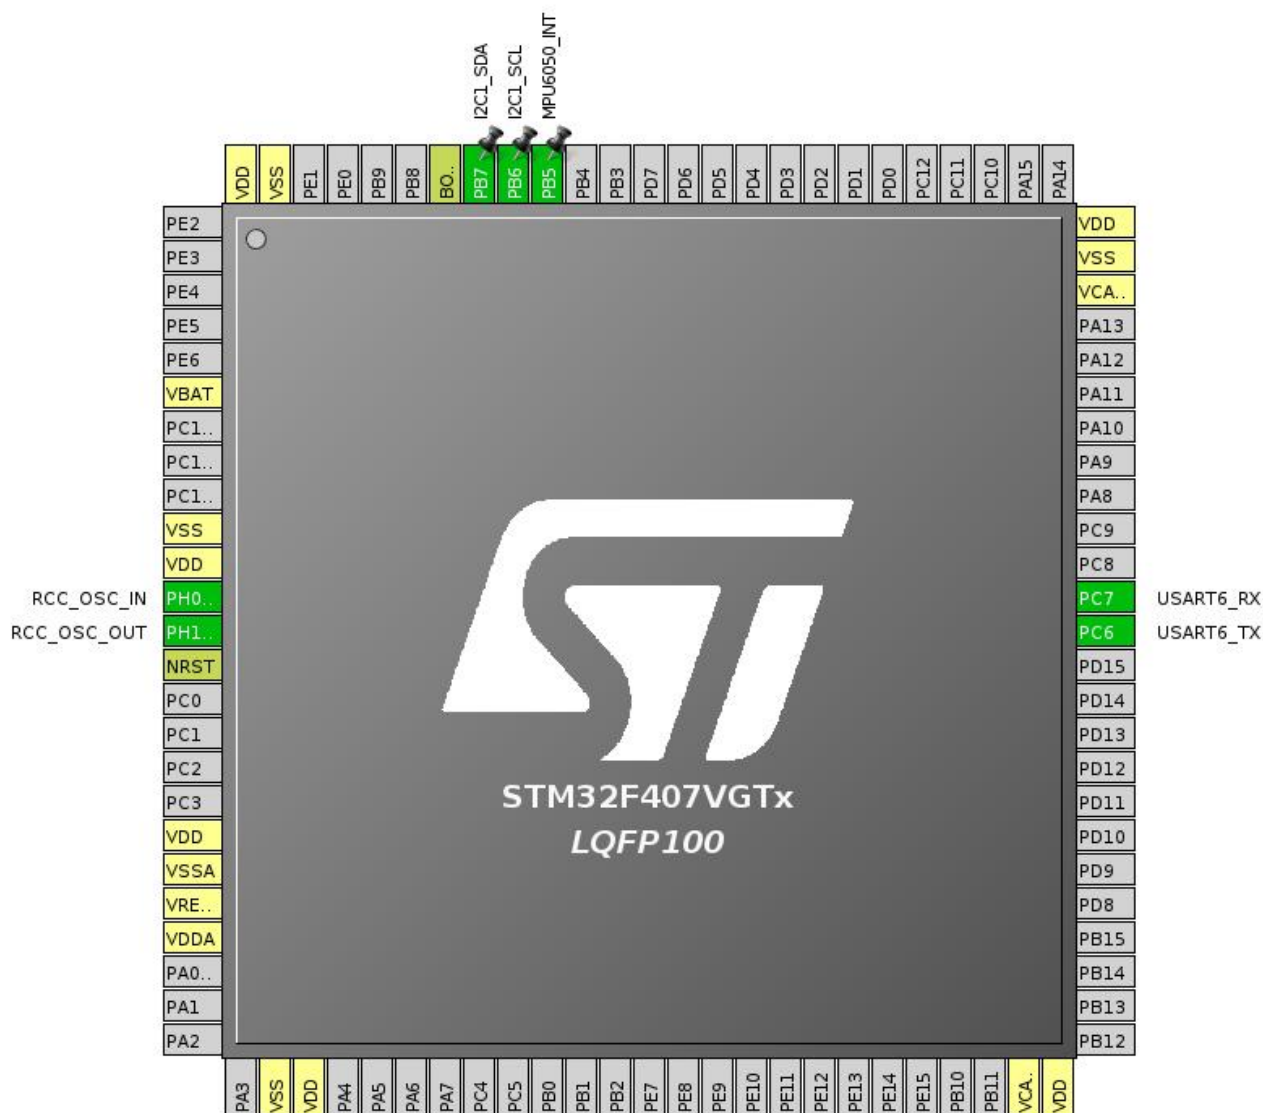 I2C1_SDA
I2C1_SCL
MPU6050_INT
VDD
VSS
PE1
PE0
PB9
PB8
BO..
PB7
PB6
PB5
PB4
PB3
PD7
PD6
PD5
PD4
PD3
PD2
PD1
PD0
PC12
PC11
PC10
PA15
PA14
PE2
PE3
PE4
PE5
PE6
VBAT
PC1..
PC1..
PC1..
VSS
VDD
RCC_OSC_IN PH0..
RCC_OSC_OUT PH1..
NRST
PC0
PC1
PC2
PC3
VDD
VSSA
VRE..
VDDA
PA0..
PA1
PA2
STM32F407VGTx
LQFP100
VDD
VSS
VCA..
PA13
PA12
PA11
PA10
PA9
PA8
PC9
PC8
PC7 USART6_RX
PC6 USART6_TX
PD15
PD14
PD13
PD12
PD11
PD10
PD9
PD8
PB15
PB14
PB13
PB12
PA3
VSS
VDD
PA4
PA5
PA6
PA7
PC4
PC5
PB0
PB1
PB2
PE7
PE8
PE9
PE10
PE11
PE12
PE13
PE14
PE15
PB10
PB11
VCA..
VDD